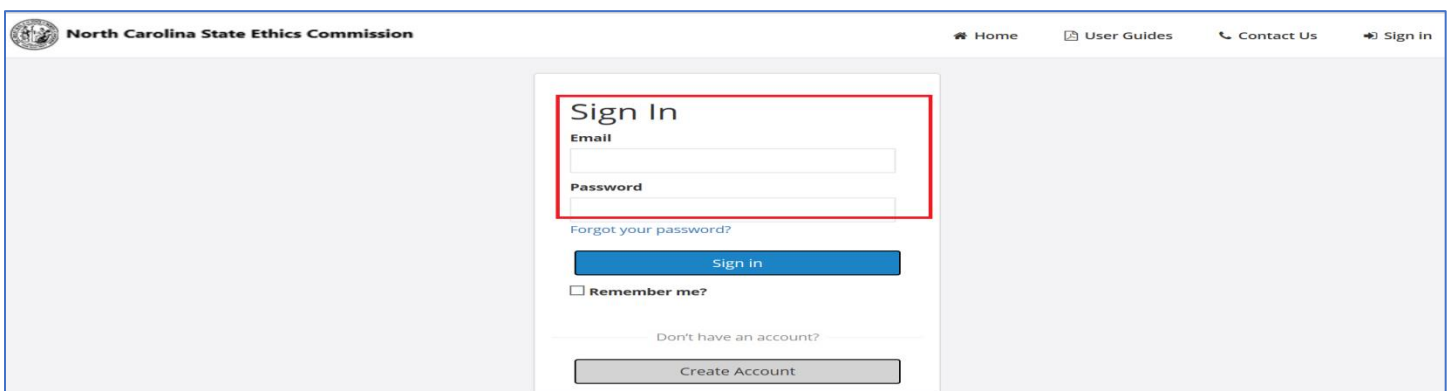 North Carolina State Ethics Commission
Home User Guides Contact Us Sign in
Sign In
Email
Password
Forgot your password?
Sign in
Remember me?
Don't have an account?
Create Account